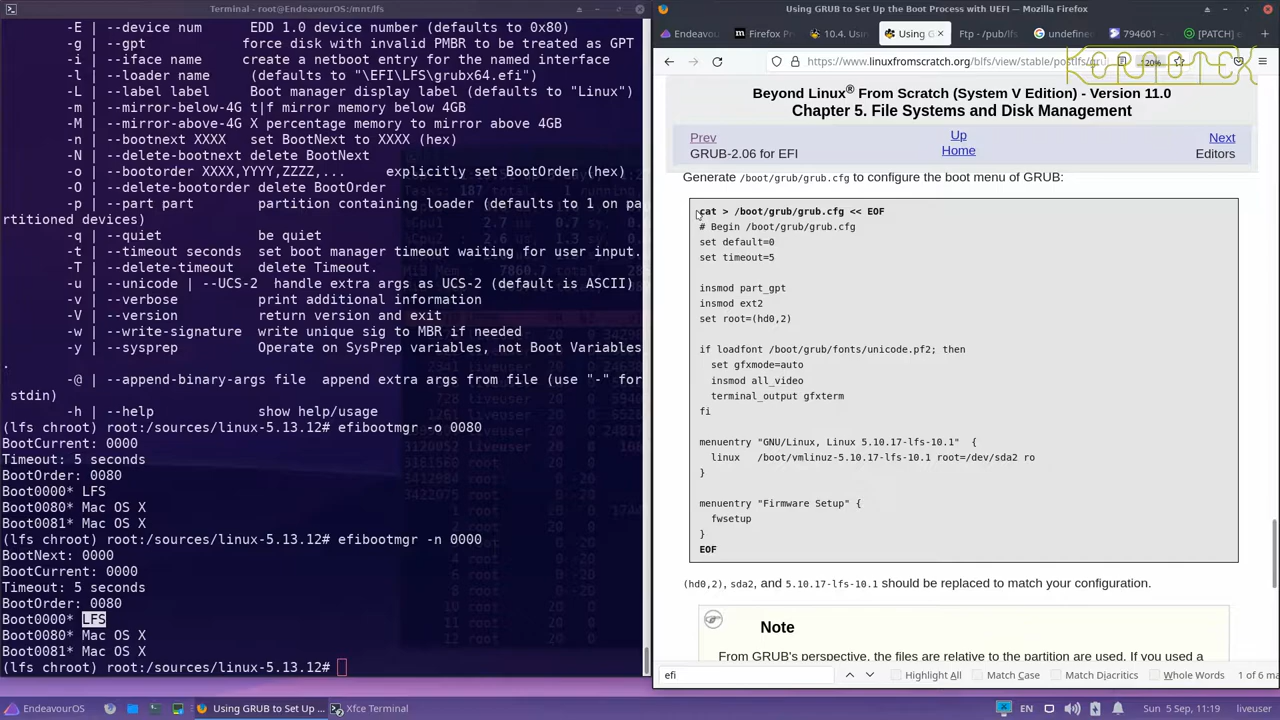 Terminal - root@EndeavourOS:/mnt/lfs
-E | --device num       EDD 1.0 device number (defaults to 0x80)
-g | --gpt              force disk with invalid PMBR to be treated as GPT
-i | --iface name       create a netboot entry for the named interface
-l | --loader name      (defaults to "\EFI\LFS\grubx64.efi")
-L | --label label      Boot manager display label (defaults to "Linux")
-m | --mirror-below-4G t|f mirror memory below 4GB
-M | --mirror-above-4G X percentage memory to mirror above 4GB
-n | --bootnext XXXX    set BootNext to XXXX (hex)
-N | --delete-bootnext delete BootNext
-o | --bootorder XXXX,YYYY,ZZZZ,...     explicitly set BootOrder (hex)
-O | --delete-bootorder delete BootOrder
-p | --part part        partition containing loader (defaults to 1 on pa
rtitioned devices)
-q | --quiet            be quiet
-t | --timeout seconds  set boot manager timeout waiting for user input.
-T | --delete-timeout   delete Timeout.
-u | --unicode | --UCS-2  handle extra args as UCS-2 (default is ASCII)
-v | --verbose          print additional information
-V | --version          return version and exit
-w | --write-signature  write unique sig to MBR if needed
-y | --sysprep          Operate on SysPrep variables, not Boot Variables
.
-@ | --append-binary-args file  append extra args from file (use "-" for
stdin)
-h | --help             show help/usage
(lfs chroot) root:/sources/linux-5.13.12# efibootmgr -o 0080
BootCurrent: 0000
Timeout: 5 seconds
BootOrder: 0080
Boot0000* LFS
Boot0080* Mac OS X
Boot0081* Mac OS X
(lfs chroot) root:/sources/linux-5.13.12# efibootmgr -n 0000
BootNext: 0000
BootCurrent: 0000
Timeout: 5 seconds
BootOrder: 0080
Boot0000* LFS
Boot0080* Mac OS X
Boot0081* Mac OS X
(lfs chroot) root:/sources/linux-5.13.12#
Using GRUB to Set Up the Boot Process with UEFI — Mozilla Firefox
Endeavou
Firefox Pr
10.4. Usin
Using G
Ftp - /pub/lfs
undefined
794601 -
[PATCH] e
https://www.linuxfromscratch.org/blfs/view/stable/postlfs/gru
120%
Beyond Linux® From Scratch (System V Edition) - Version 11.0
Chapter 5. File Systems and Disk Management
Prev
Up
Next
GRUB-2.06 for EFI
Home
Editors
Generate /boot/grub/grub.cfg to configure the boot menu of GRUB:
cat > /boot/grub/grub.cfg << EOF
# Begin /boot/grub/grub.cfg
set default=0
set timeout=5
insmod part_gpt
insmod ext2
set root=(hd0,2)
if loadfont /boot/grub/fonts/unicode.pf2; then
set gfxmode=auto
insmod all_video
terminal_output gfxterm
fi
menuentry "GNU/Linux, Linux 5.10.17-lfs-10.1"  {
linux   /boot/vmlinuz-5.10.17-lfs-10.1 root=/dev/sda2 ro
}
menuentry "Firmware Setup" {
fwsetup
}
EOF
(hd0,2), sda2, and 5.10.17-lfs-10.1 should be replaced to match your configuration.
Note
From GRUB's perspective, the files are relative to the partition are used. If you used a
efi
Highlight All
Match Case
Match Diacritics
Whole Words
1 of 6 ma
EndeavourOS
Using GRUB to Set Up ...
Xfce Terminal
EN
Sun 5 Sep, 11:19
liveuser